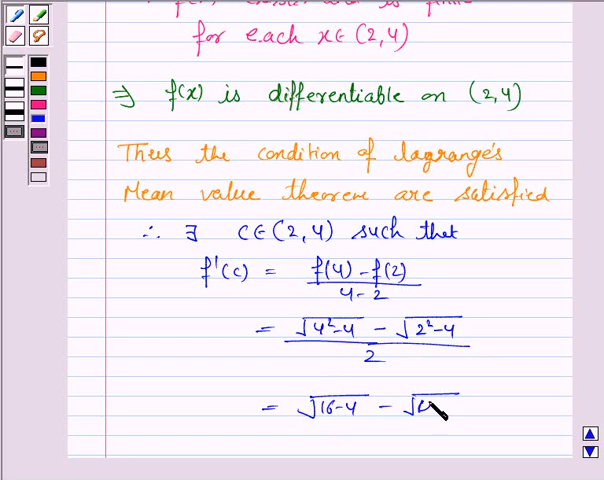 for each x∈(2,4)
⇒ f(x) is differentiable on (2,4)
Thus the condition of lagrange's
Mean value theorem are satisfied
∴ ∃ c∈(2,4) such that
f'(c) = f(4)-f(2) / 4-2
= √4²-4 - √2²-4 / 2
= √16-4 - √